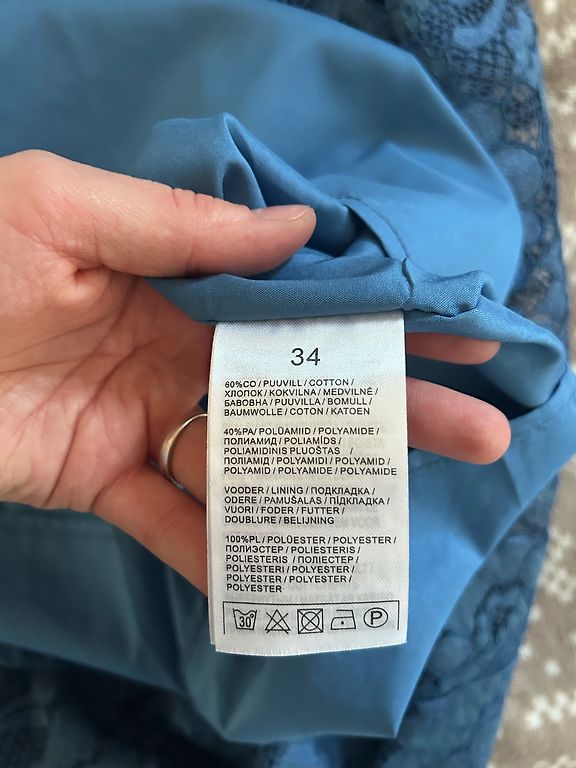 34
60%CO / PUUVILL / COTTON /
ХЛОПОК / KOKVILNA / MEDVILNĖ /
БАВОВНА / PUUVILLA / BOMULL /
BAUMWOLLE / COTON / KATOEN
40%PA / POLÜAMIID / POLYAMIDE /
ПОЛИАМИД / POLIAMĪDS /
POLIAMIDINIS PLUOŠTAS /
ПОЛІАМІД / POLYAMIDI / POLYAMID /
POLYAMID / POLYAMIDE / POLYAMIDE
VOODER / LINING / ПОДКЛАДКА /
ODERE / PAMUŠALAS / ПІДКЛАДКА /
VUORI / FODER / FUTTER /
DOUBLURE / BELIJNING
100%PL / POLÜESTER / POLYESTER /
ПОЛИЭСТЕР / POLIESTERIS /
POLIESTERIS / ПОЛІЕСТЕР /
POLYESTERI / POLYESTER /
POLYESTER / POLYESTER /
POLYESTER
30° P